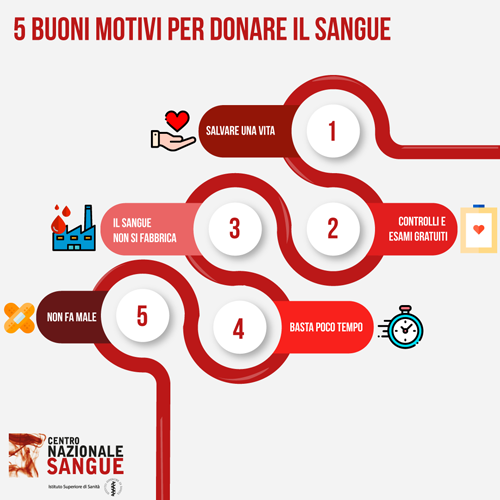 5 BUONI MOTIVI PER DONARE IL SANGUE
SALVARE UNA VITA
1
2
CONTROLLI E
ESAMI GRATUITI
IL SANGUE
NON SI FABBRICA
3
4
BASTA POCO TEMPO
NON FA MALE
5
CENTRO
NAZIONALE
SANGUE
Istituto Superiore di Sanità